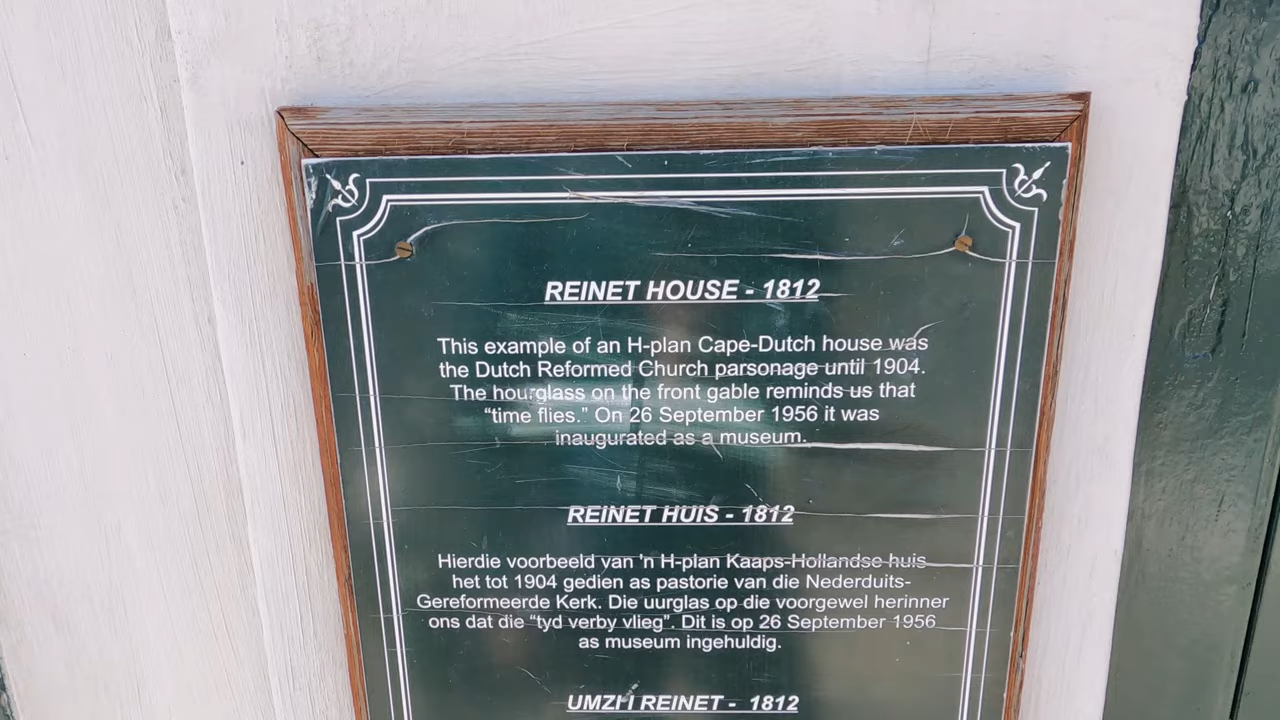 REINET HOUSE - 1812
This example of an H-plan Cape-Dutch house was
the Dutch Reformed Church parsonage until 1904.
The hourglass on the front gable reminds us that
“time flies.” On 26 September 1956 it was
inaugurated as a museum.
REINET HUIS - 1812
Hierdie voorbeeld van 'n H-plan Kaaps-Hollandse huis
het tot 1904 gedien as pastorie van die Nederduits-
Gereformeerde Kerk. Die uurglas op die voorgewel herinner
ons dat die “tyd verby vlieg”. Dit is op 26 September 1956
as museum ingehuldig.
REINET - 1812